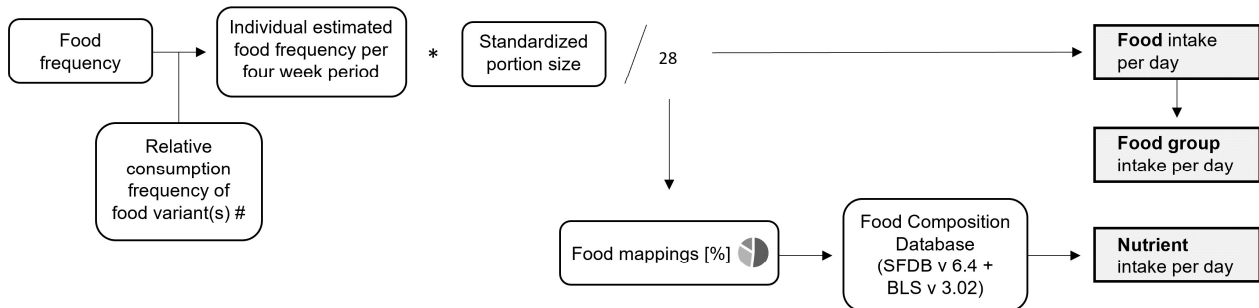 Food
frequency
Individual estimated
food frequency per
four week period
*
Standardized
portion size
/
28
Food intake
per day
Relative
consumption
frequency of
food variant(s) #
Food group
intake per day
Food mappings [%]
Food Composition
Database
(SFDB v 6.4 +
BLS v 3.02)
Nutrient
intake per day